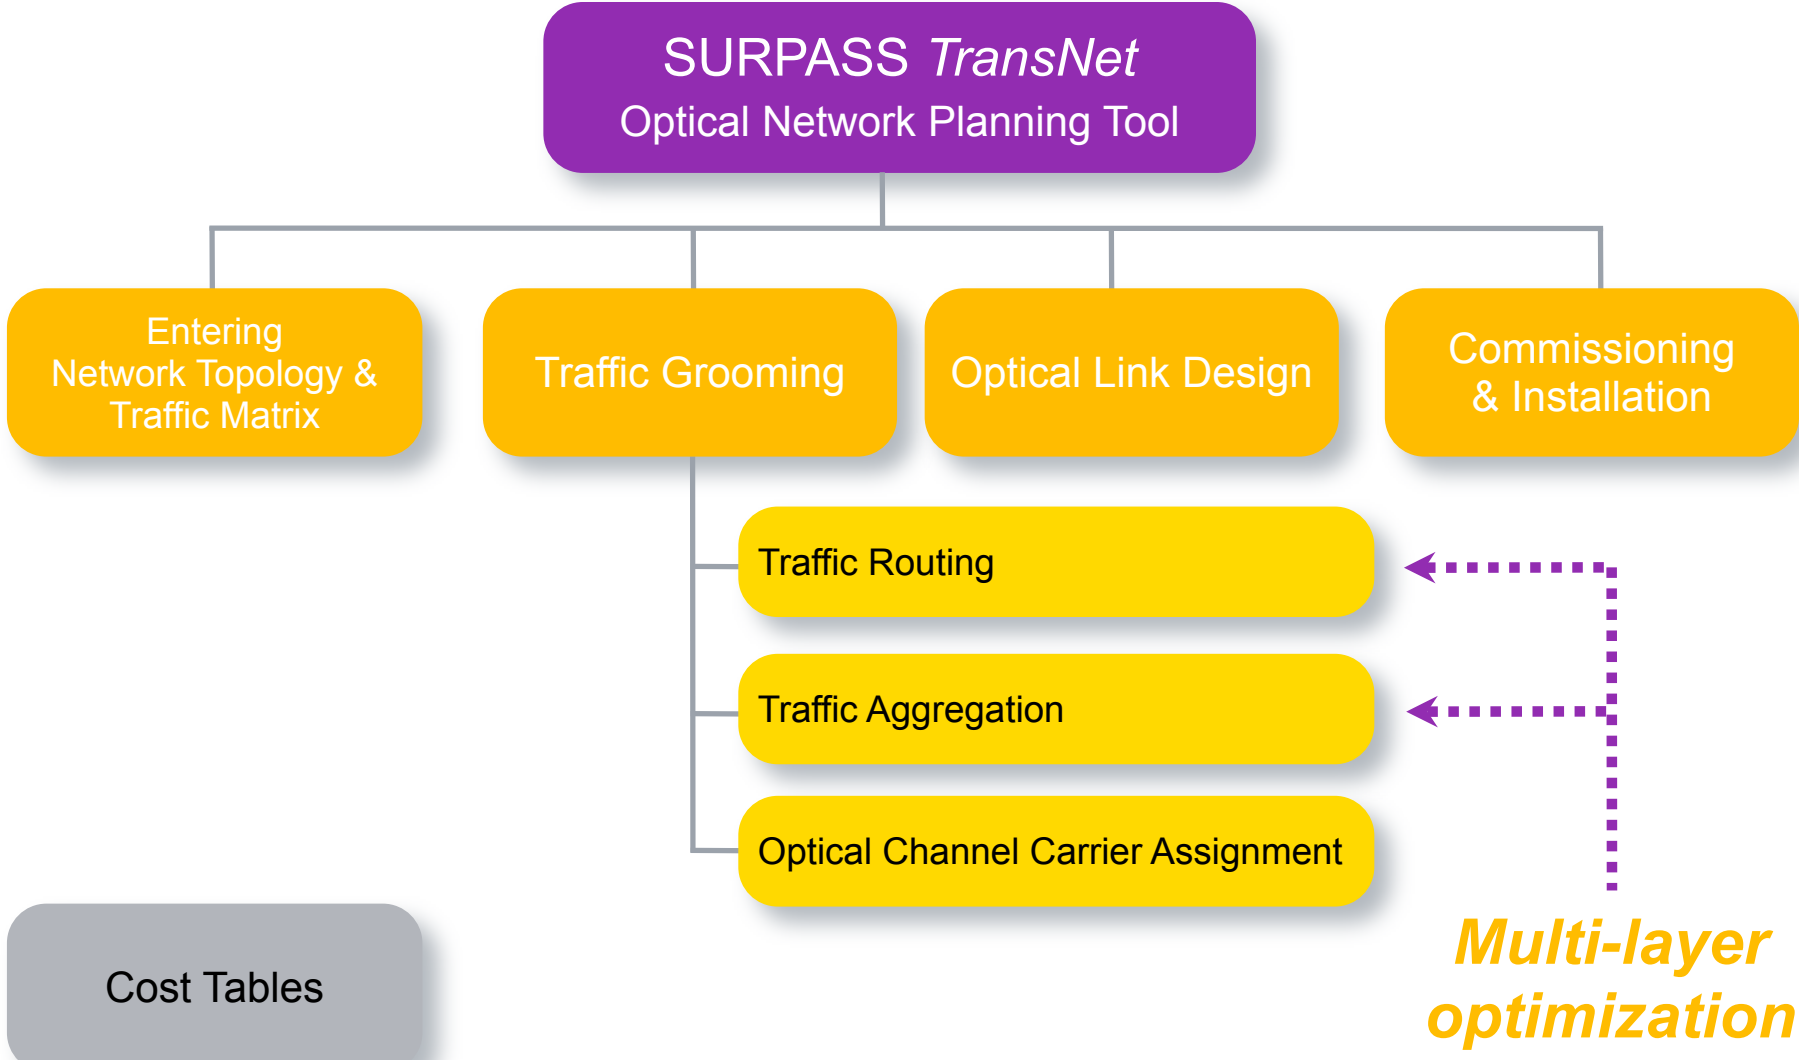 SURPASS TransNet
Optical Network Planning Tool
Entering
Network Topology &
Traffic Matrix
Traffic Grooming
Optical Link Design
Commissioning
& Installation
Traffic Routing
Traffic Aggregation
Optical Channel Carrier Assignment
Cost Tables
Multi-layer
optimization